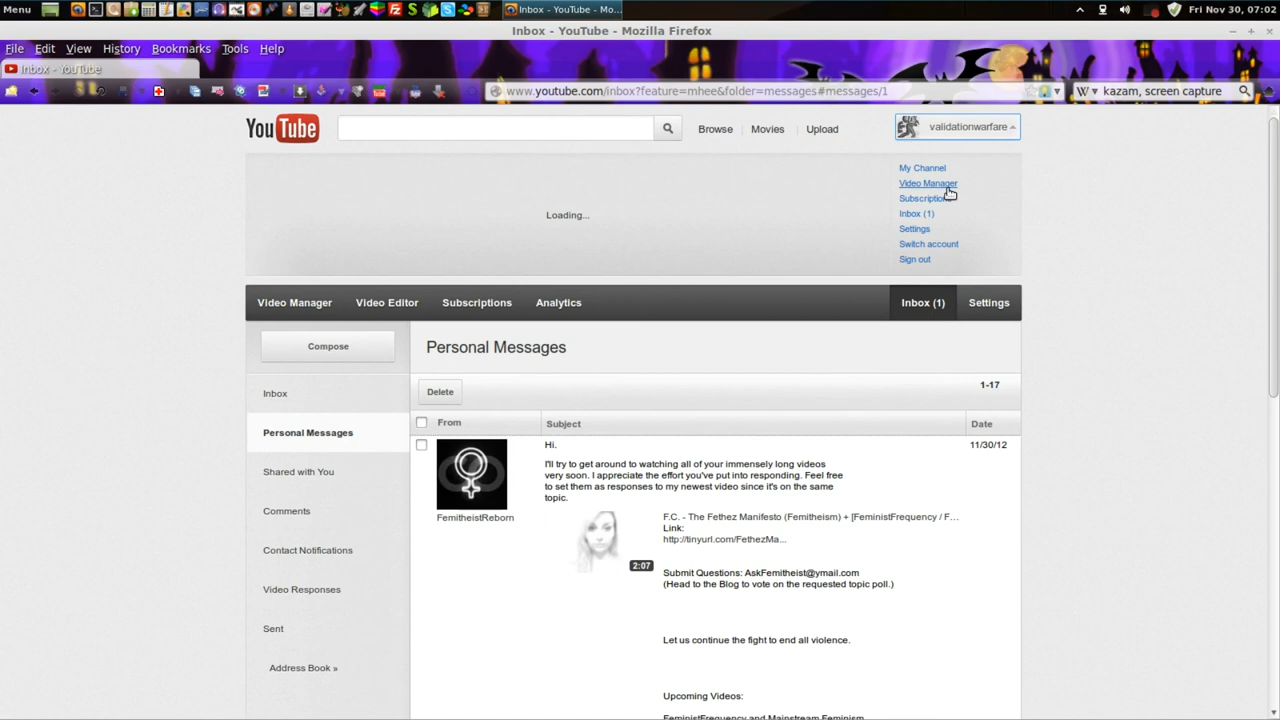 Menu
Inbox - YouTube - Mo...
Fri Nov 30, 07:02
Inbox - YouTube - Mozilla Firefox
File Edit View History Bookmarks Tools Help
Inbox - YouTube
www.youtube.com/inbox?feature=mhee&folder=messages#messages/1
kazam, screen capture
YouTube
Browse
Movies
Upload
validationwarfare
My Channel
Video Manager
Subscriptions
Inbox (1)
Settings
Switch account
Sign out
Loading...
Video Manager
Video Editor
Subscriptions
Analytics
Inbox (1)
Settings
Compose
Personal Messages
Delete
1-17
Inbox
Personal Messages
Shared with You
Comments
Contact Notifications
Video Responses
Sent
Address Book »
From
Subject
Date
FemitheistReborn
Hi.
11/30/12
I'll try to get around to watching all of your immensely long videos
very soon. I appreciate the effort you've put into responding. Feel free
to set them as responses to my newest video since it's on the same
topic.
2:07
F.C. - The Fethez Manifesto (Femitheism) + [FeministFrequency / F...
Link:
http://tinyurl.com/FethezMa...
Submit Questions: AskFemitheist@ymail.com
(Head to the Blog to vote on the requested topic poll.)
Let us continue the fight to end all violence.
Upcoming Videos:
FeministFrequency and Mainstream Feminism